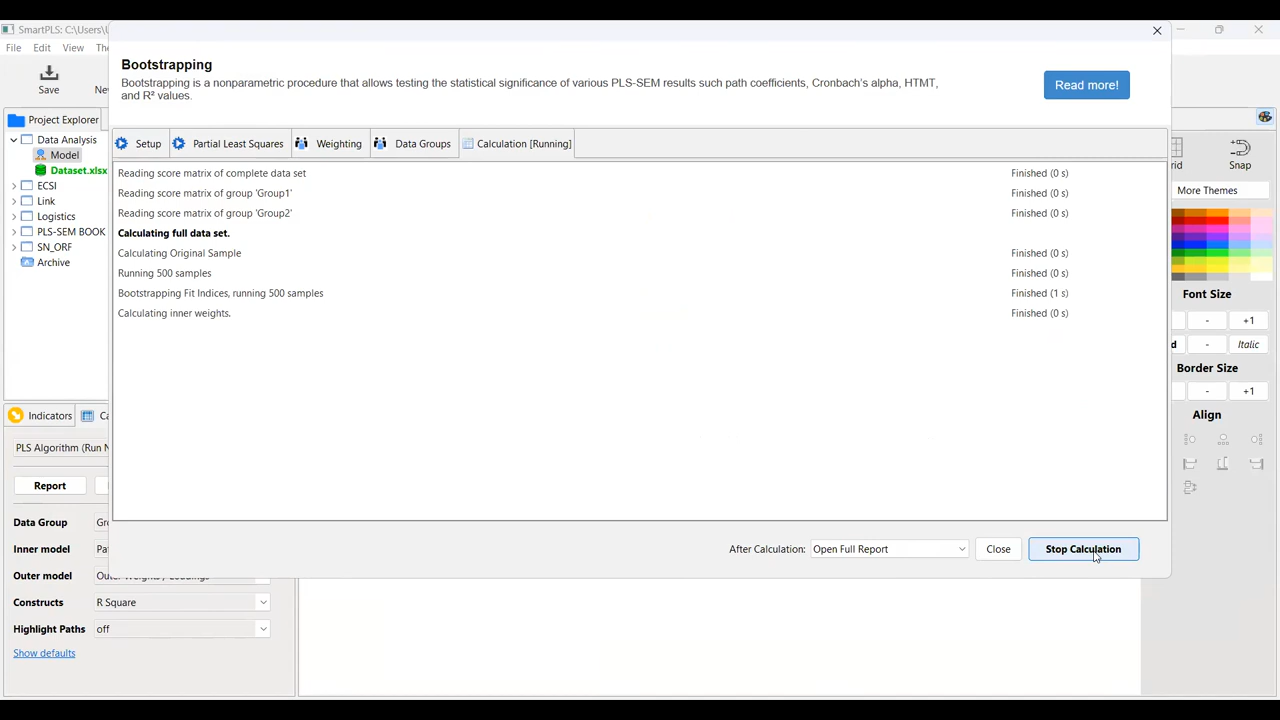 SmartPLS: C:\Users\
File Edit View
Save
Bootstrapping
Bootstrapping is a nonparametric procedure that allows testing the statistical significance of various PLS-SEM results such path coefficients, Cronbach's alpha, HTMT,
and R² values.
Read more!
Project Explorer
Setup Partial Least Squares Weighting Data Groups Calculation [Running]
Data Analysis
Model
Dataset.xlsx
ECSI
Link
Logistics
PLS-SEM BOOK
SN_ORF
Archive
Reading score matrix of complete data set Finished (0 s)
Reading score matrix of group 'Group1' Finished (0 s)
Reading score matrix of group 'Group2' Finished (0 s)
Calculating full data set.
Calculating Original Sample Finished (0 s)
Running 500 samples Finished (0 s)
Bootstrapping Fit Indices, running 500 samples Finished (1 s)
Calculating inner weights. Finished (0 s)
Snap
More Themes
Font Size
- +1
- Italic
Border Size
- +1
Align
Indicators
PLS Algorithm (Run
Report
Data Group
Inner model
Outer model
Constructs R Square
Highlight Paths off
Show defaults
After Calculation: Open Full Report Close Stop Calculation